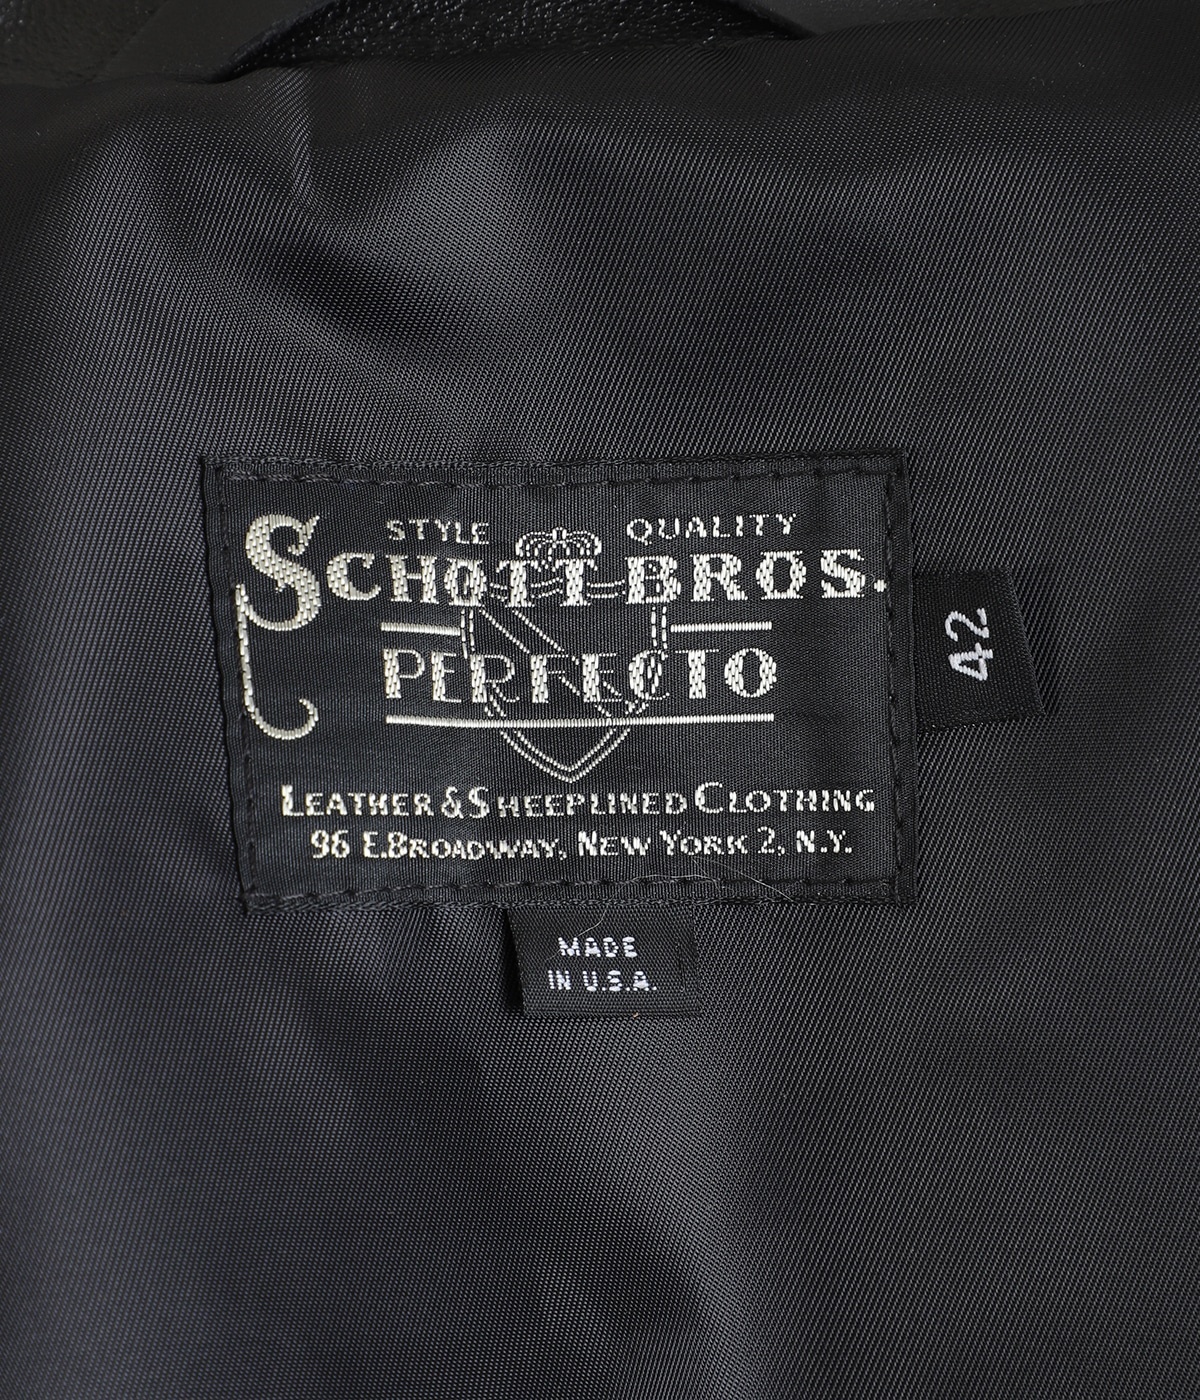 STYLE QUALITY
SCHOTT BROS.
PERFECTO
LEATHER & SHEEPLINED CLOTHING
96 E. BROADWAY, NEW YORK 2, N.Y.
42
MADE
IN U.S.A.